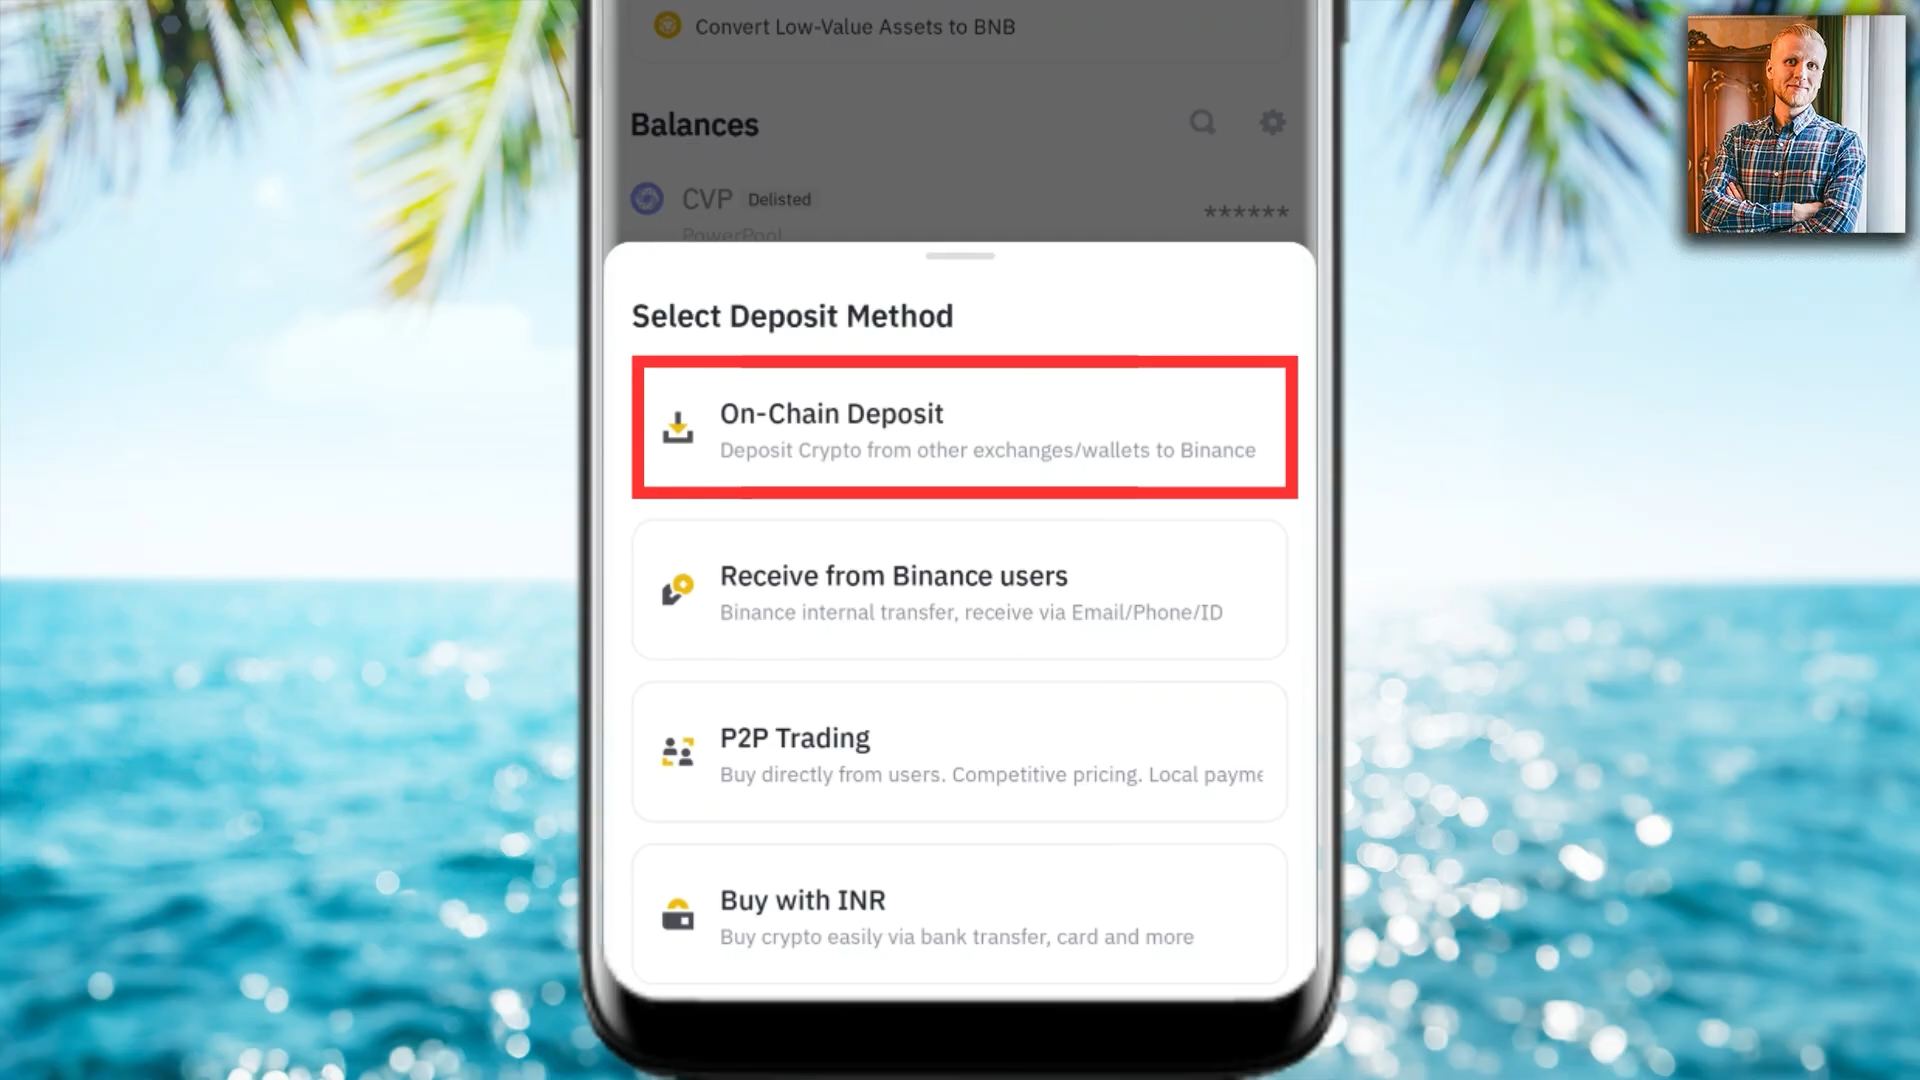 Convert Low-Value Assets to BNB
Balances
CVP Delisted
******
PowerPool
Select Deposit Method
On-Chain Deposit
Deposit Crypto from other exchanges/wallets to Binance
Receive from Binance users
Binance internal transfer, receive via Email/Phone/ID
P2P Trading
Buy directly from users. Competitive pricing. Local payme
Buy with INR
Buy crypto easily via bank transfer, card and more